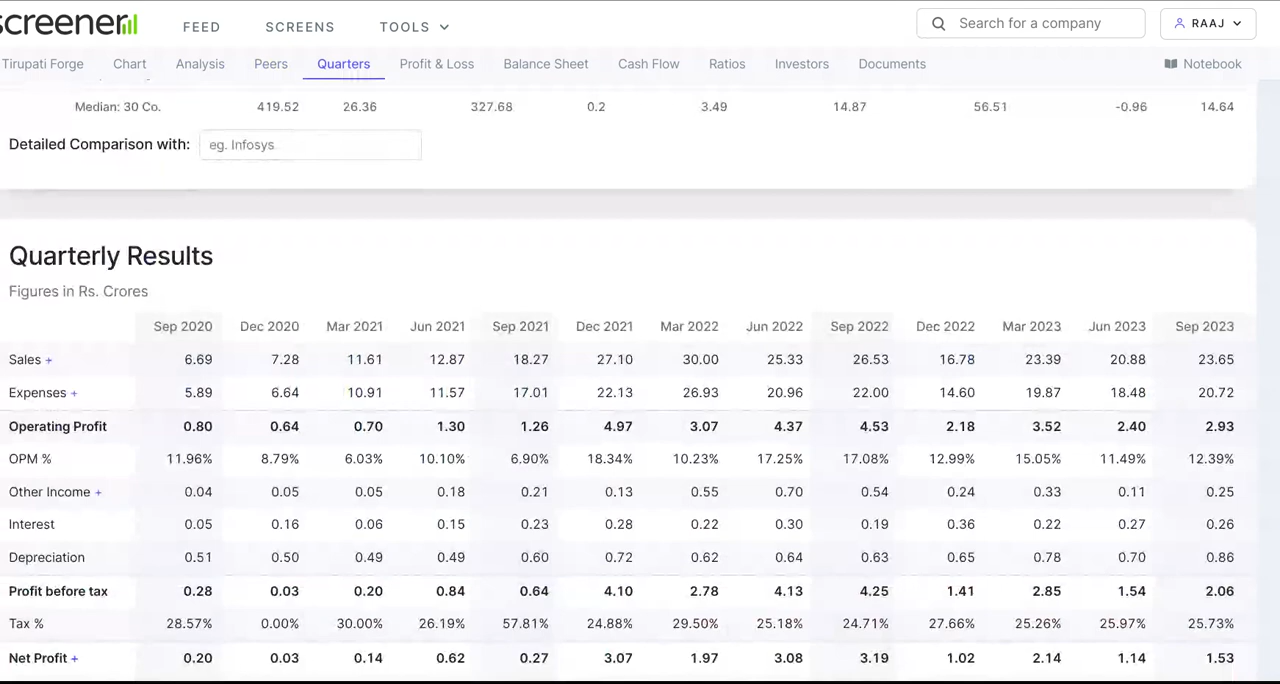 screener
FEED SCREENS TOOLS
Search for a company
RAAJ
Tirupati Forge Chart Analysis Peers Quarters Profit & Loss Balance Sheet Cash Flow Ratios Investors Documents Notebook
Median: 30 Co. 419.52 26.36 327.68 0.2 3.49 14.87 56.51 -0.96 14.64
Detailed Comparison with: eg. Infosys
Quarterly Results
Figures in Rs. Crores
Sep 2020 Dec 2020 Mar 2021 Jun 2021 Sep 2021 Dec 2021 Mar 2022 Jun 2022 Sep 2022 Dec 2022 Mar 2023 Jun 2023 Sep 2023
Sales + 6.69 7.28 11.61 12.87 18.27 27.10 30.00 25.33 26.53 16.78 23.39 20.88 23.65
Expenses + 5.89 6.64 10.91 11.57 17.01 22.13 26.93 20.96 22.00 14.60 19.87 18.48 20.72
Operating Profit 0.80 0.64 0.70 1.30 1.26 4.97 3.07 4.37 4.53 2.18 3.52 2.40 2.93
OPM % 11.96% 8.79% 6.03% 10.10% 6.90% 18.34% 10.23% 17.25% 17.08% 12.99% 15.05% 11.49% 12.39%
Other Income + 0.04 0.05 0.05 0.18 0.21 0.13 0.55 0.70 0.54 0.24 0.33 0.11 0.25
Interest 0.05 0.16 0.06 0.15 0.23 0.28 0.22 0.30 0.19 0.36 0.22 0.27 0.26
Depreciation 0.51 0.50 0.49 0.49 0.60 0.72 0.62 0.64 0.63 0.65 0.78 0.70 0.86
Profit before tax 0.28 0.03 0.20 0.84 0.64 4.10 2.78 4.13 4.25 1.41 2.85 1.54 2.06
Tax % 28.57% 0.00% 30.00% 26.19% 57.81% 24.88% 29.50% 25.18% 24.71% 27.66% 25.26% 25.97% 25.73%
Net Profit + 0.20 0.03 0.14 0.62 0.27 3.07 1.97 3.08 3.19 1.02 2.14 1.14 1.53